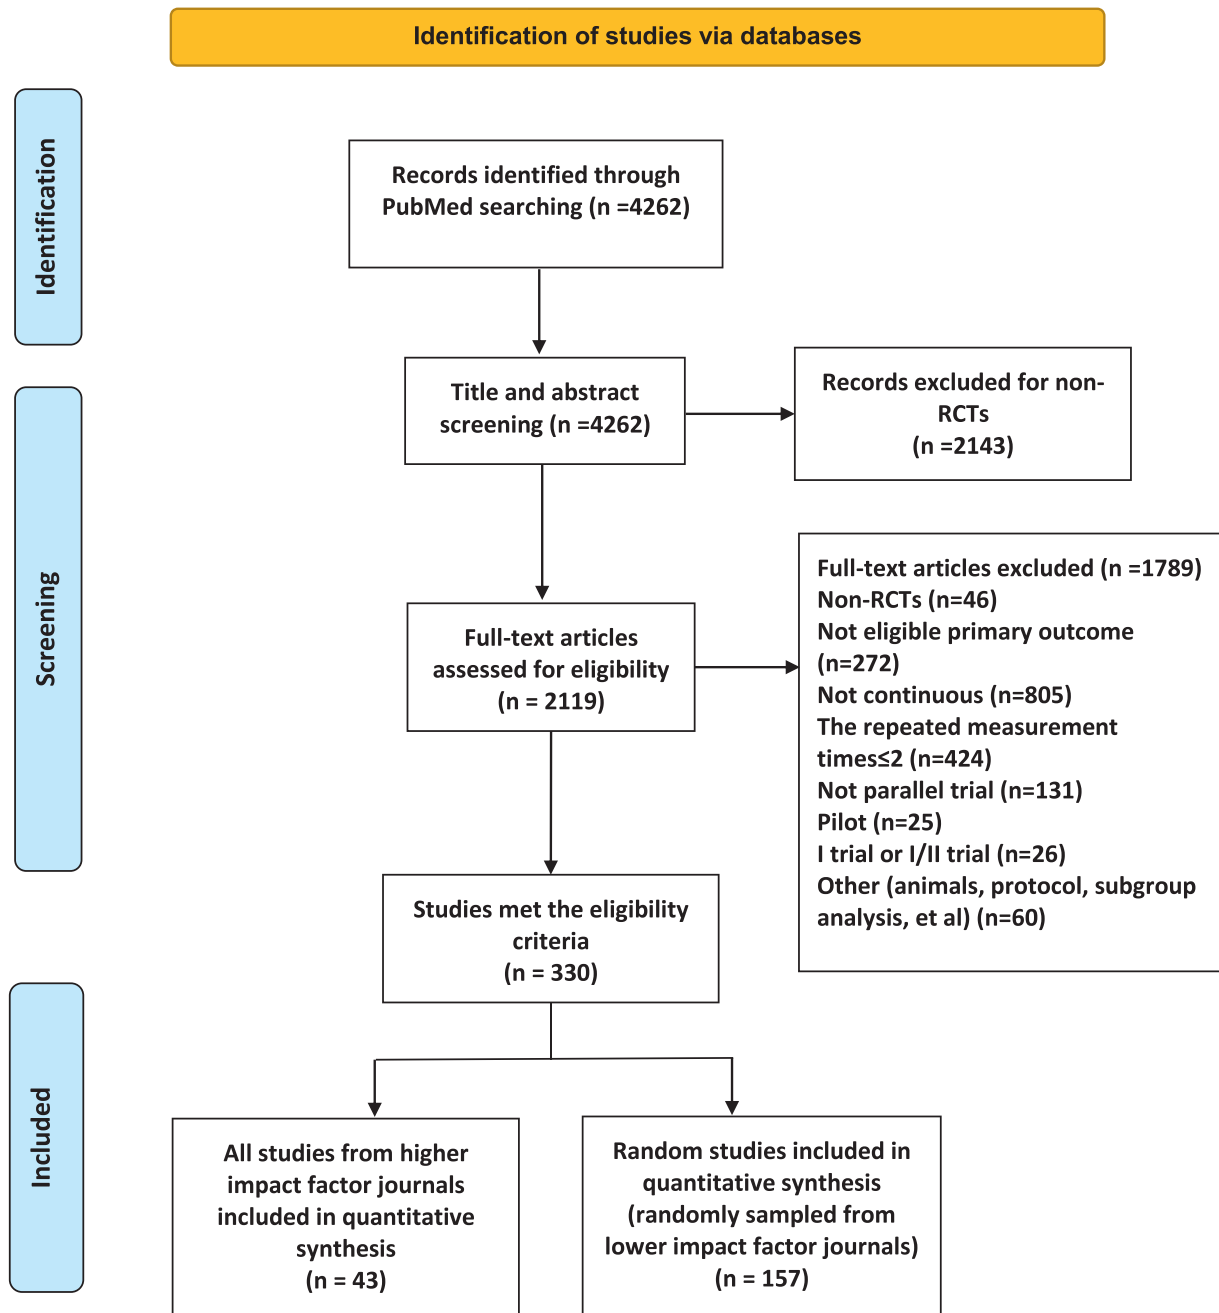 Identification of studies via databases
Identification
Records identified through
PubMed searching (n =4262)
Screening
Title and abstract
screening (n =4262)
Records excluded for non-
RCTs
(n =2143)
Full-text articles
assessed for eligibility
(n = 2119)
Full-text articles excluded (n =1789)
Non-RCTs (n=46)
Not eligible primary outcome
(n=272)
Not continuous (n=805)
The repeated measurement
times≤2 (n=424)
Not parallel trial (n=131)
Pilot (n=25)
I trial or I/II trial (n=26)
Other (animals, protocol, subgroup
analysis, et al) (n=60)
Studies met the eligibility
criteria
(n = 330)
Included
All studies from higher
impact factor journals
included in quantitative
synthesis
(n = 43)
Random studies included in
quantitative synthesis
(randomly sampled from
lower impact factor journals)
(n = 157)